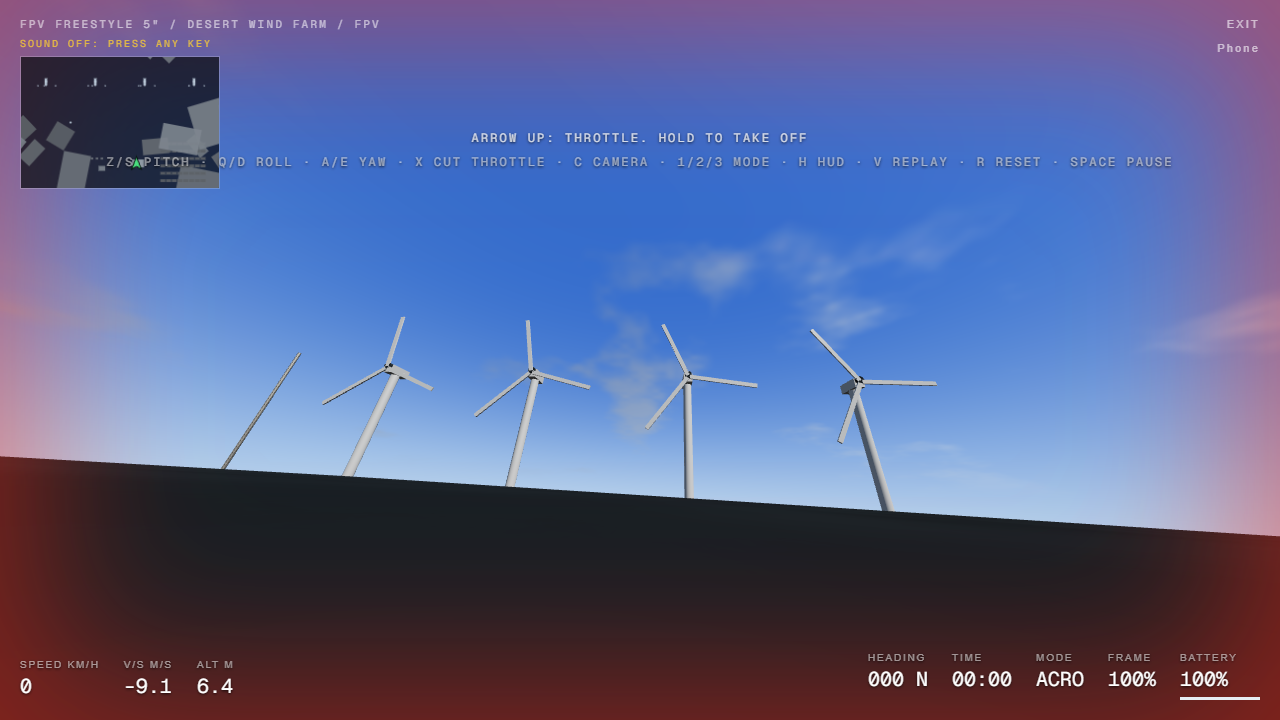 FPV FREESTYLE 5" / DESERT WIND FARM / FPV
EXIT
SOUND OFF: PRESS ANY KEY
Phone
ARROW UP: THROTTLE. HOLD TO TAKE OFF
Z/S PITCH · Q/D ROLL · A/E YAW · X CUT THROTTLE · C CAMERA · 1/2/3 MODE · H HUD · V REPLAY · R RESET · SPACE PAUSE
SPEED KM/H V/S M/S ALT M
0 -9.1 6.4
HEADING TIME MODE FRAME BATTERY
000 N 00:00 ACRO 100% 100%